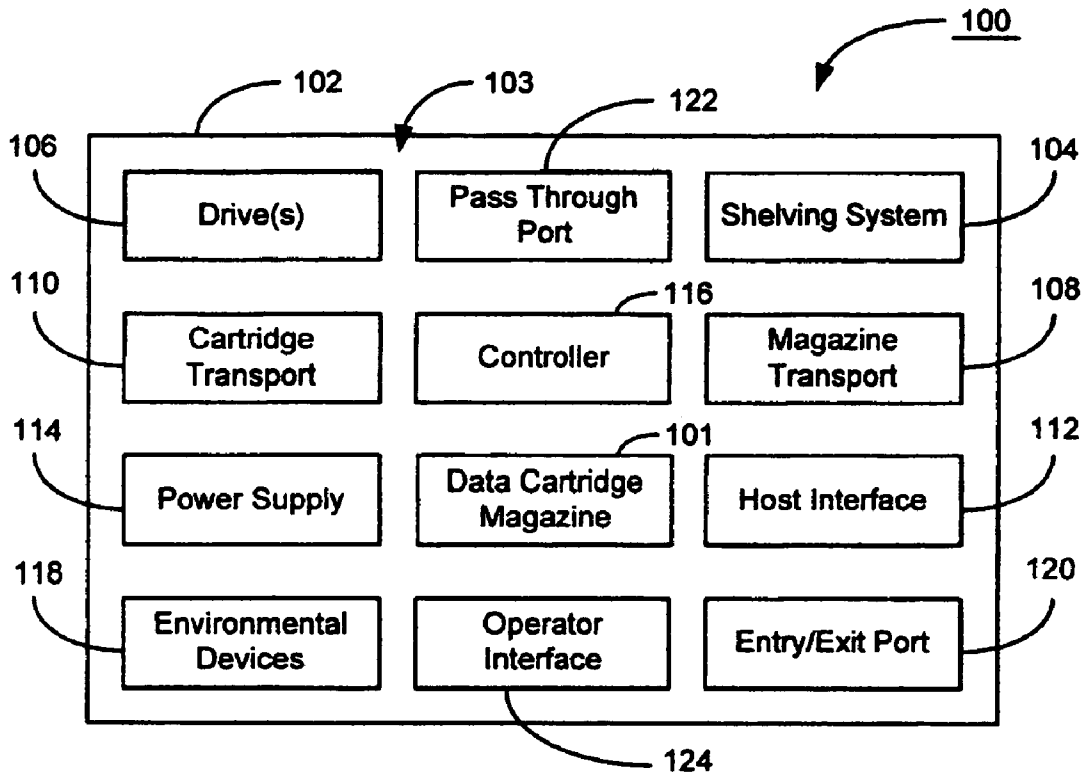 100
102
103
122
106
104
Drive(s)
Pass Through
Port
Shelving System
110
116
108
Cartridge
Transport
Controller
Magazine
Transport
114
101
112
Power Supply
Data Cartridge
Magazine
Host Interface
118
120
Environmental
Devices
Operator
Interface
Entry/Exit Port
124